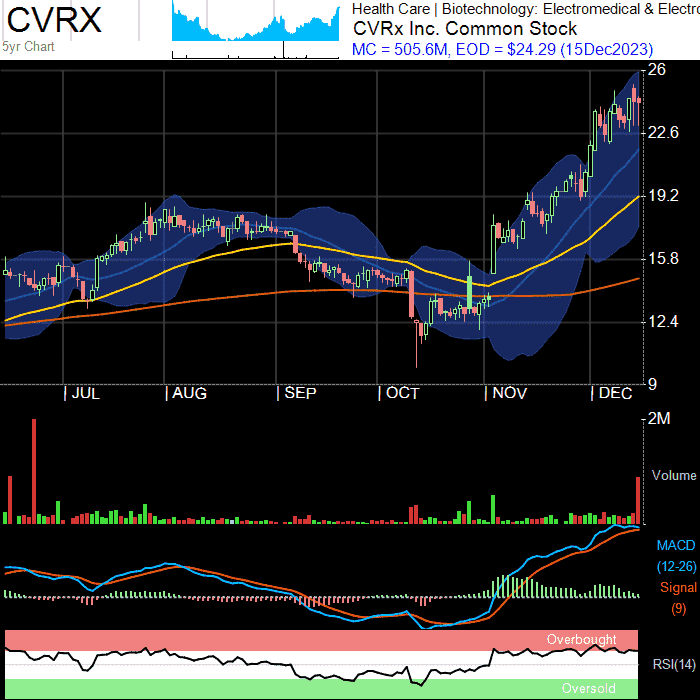 CVRX
5yr Chart
Health Care | Biotechnology: Electromedical & Electro
CVRx Inc. Common Stock
MC = 505.6M, EOD = $24.29 (15Dec2023)
26
22.6
19.2
15.8
12.4
9
| JUL | AUG | SEP | OCT | NOV | DEC
2M
Volume
MACD
(12-26)
Signal
(9)
Overbought
RSI(14)
Oversold